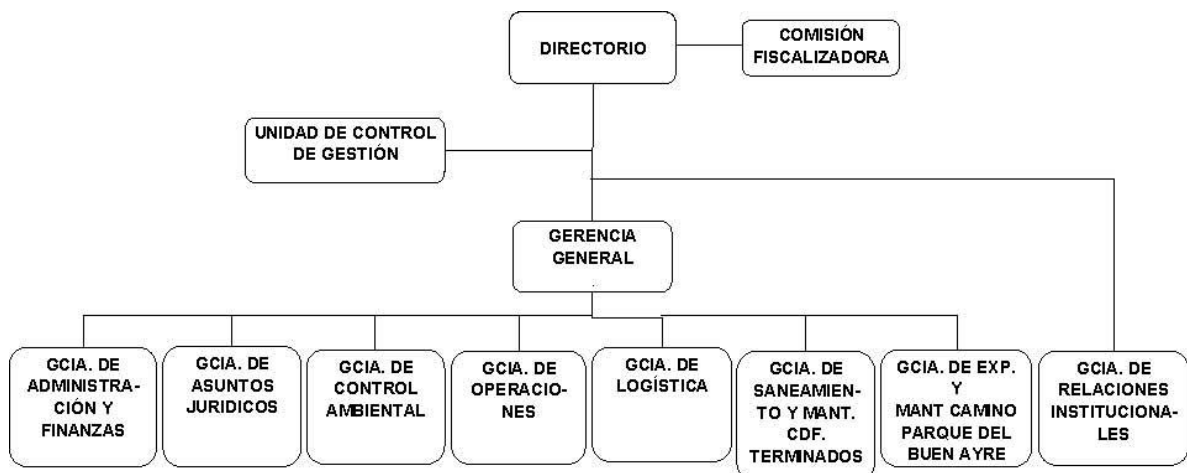 DIRECTORIO
COMISIÓN
FISCALIZADORA
UNIDAD DE CONTROL
DE GESTIÓN
GERENCIA
GENERAL
GCIA. DE
ADMINISTRA-
CIÓN Y
FINANZAS
GCIA. DE
ASUNTOS
JURIDICOS
GCIA. DE
CONTROL
AMBIENTAL
GCIA. DE
OPERACIO-
NES
GCIA. DE
LOGÍSTICA
GCIA. DE
SANEAMIEN-
TO Y MANT.
CDF.
TERMINADOS
GCIA. DE EXP.
Y
MANT CAMINO
PARQUE DEL
BUEN AYRE
GCIA. DE
RELACIONES
INSTITUCIONA-
LES